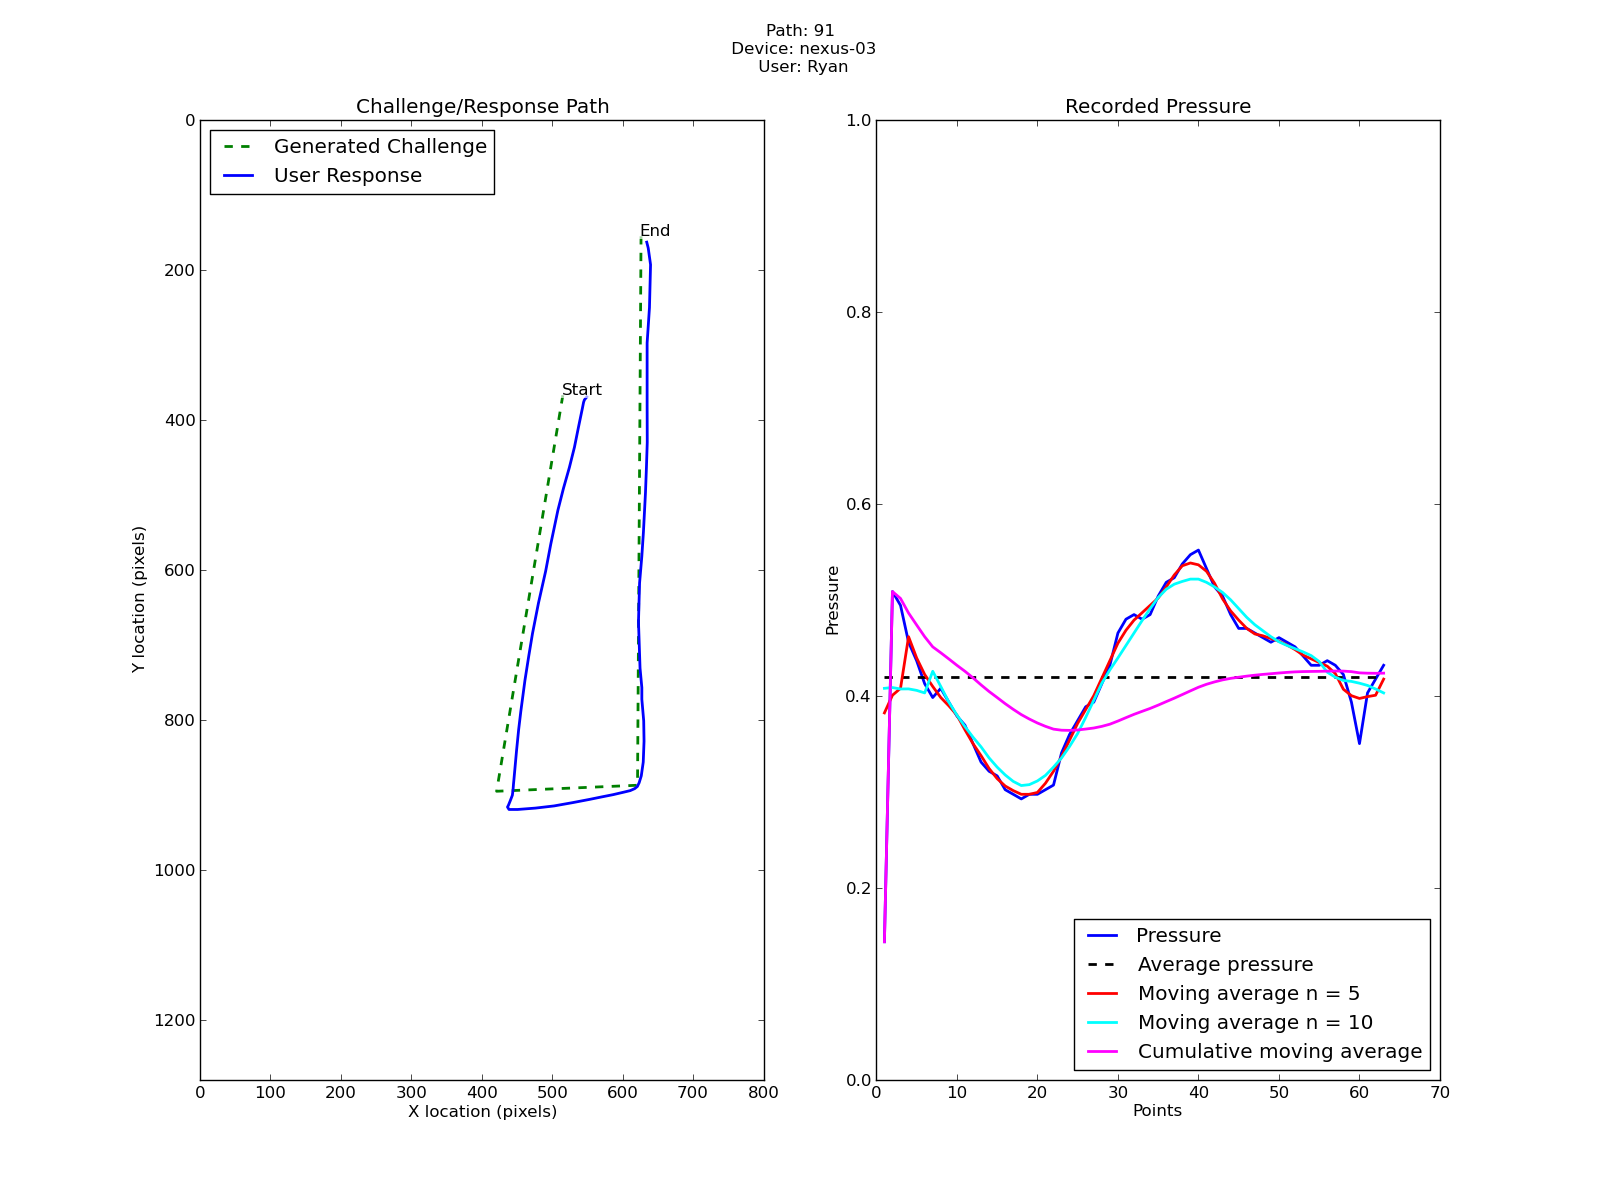 Path: 91
Device: nexus-03
User: Ryan
Challenge/Response Path
Generated Challenge
User Response
End
Start
0
200
400
600
800
1000
1200
0 100 200 300 400 500 600 700 800
X location (pixels)
Y location (pixels)
Recorded Pressure
1.0
0.8
0.6
0.4
0.2
0.0
Pressure
Pressure
Average pressure
Moving average n = 5
Moving average n = 10
Cumulative moving average
0 10 20 30 40 50 60 70
Points